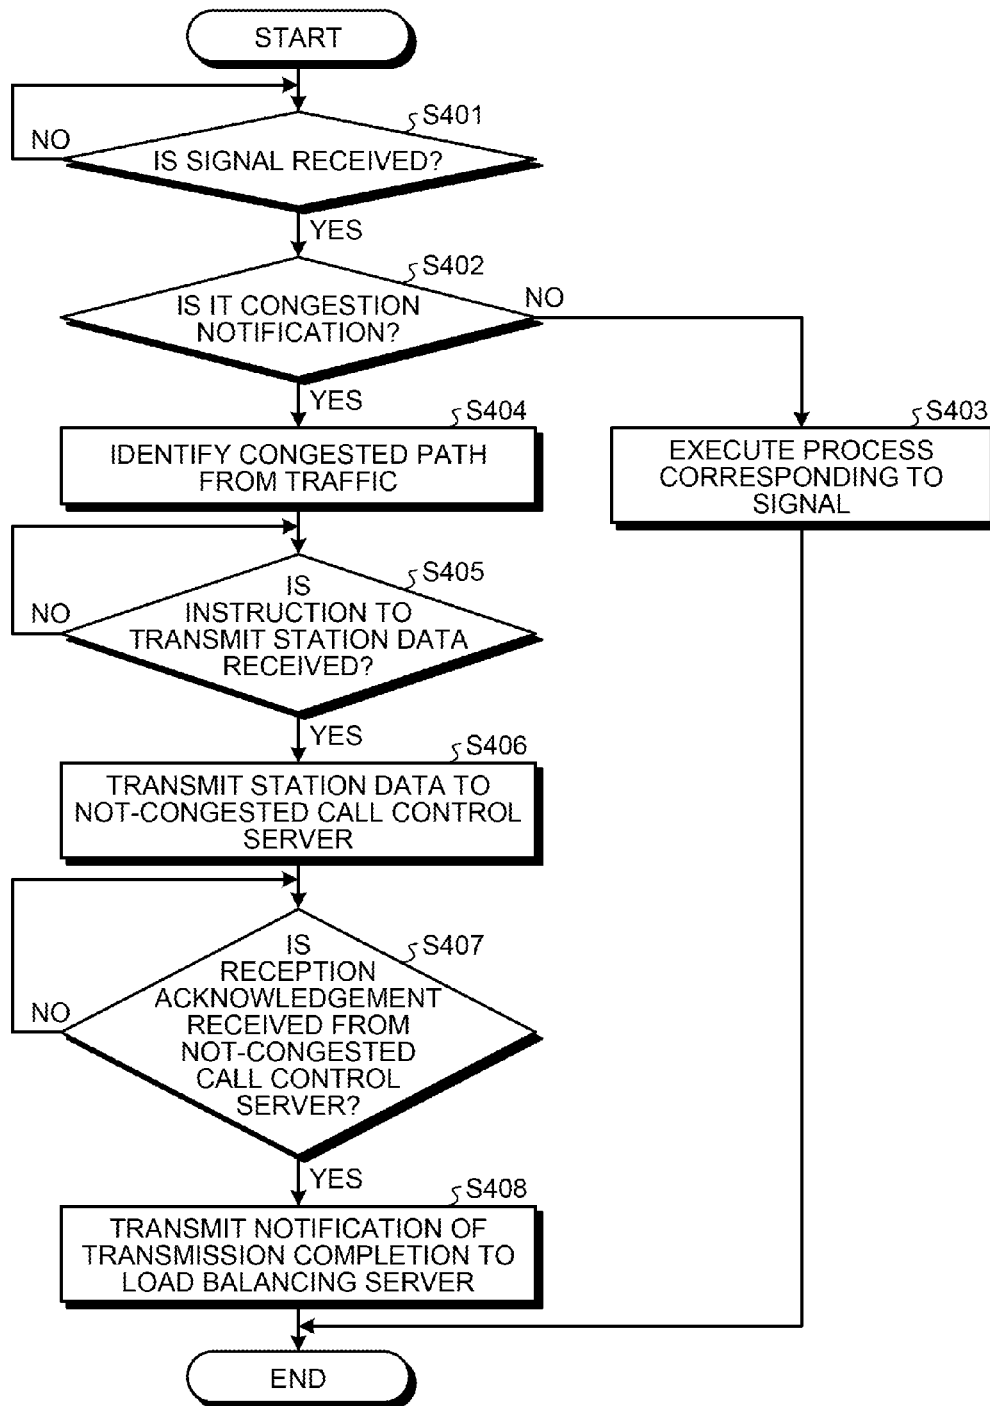 START
S401
NO
IS SIGNAL RECEIVED?
YES
S402
IS IT CONGESTION
NOTIFICATION?
NO
YES
S404
IDENTIFY CONGESTED PATH
FROM TRAFFIC
S403
EXECUTE PROCESS
CORRESPONDING TO
SIGNAL
S405
NO
IS
INSTRUCTION TO
TRANSMIT STATION DATA
RECEIVED?
YES
S406
TRANSMIT STATION DATA TO
NOT-CONGESTED CALL CONTROL
SERVER
S407
NO
IS
RECEPTION
ACKNOWLEDGEMENT
RECEIVED FROM
NOT-CONGESTED
CALL CONTROL
SERVER?
YES
S408
TRANSMIT NOTIFICATION OF
TRANSMISSION COMPLETION TO
LOAD BALANCING SERVER
END